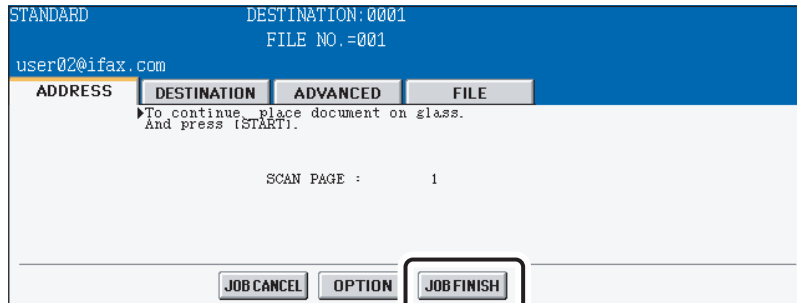 STANDARD DESTINATION:0001
FILE NO.=001
user02@ifax.com
ADDRESS DESTINATION ADVANCED FILE
▶To continue, place document on glass.
And press [START].
SCAN PAGE : 1
JOB CANCEL OPTION JOB FINISH